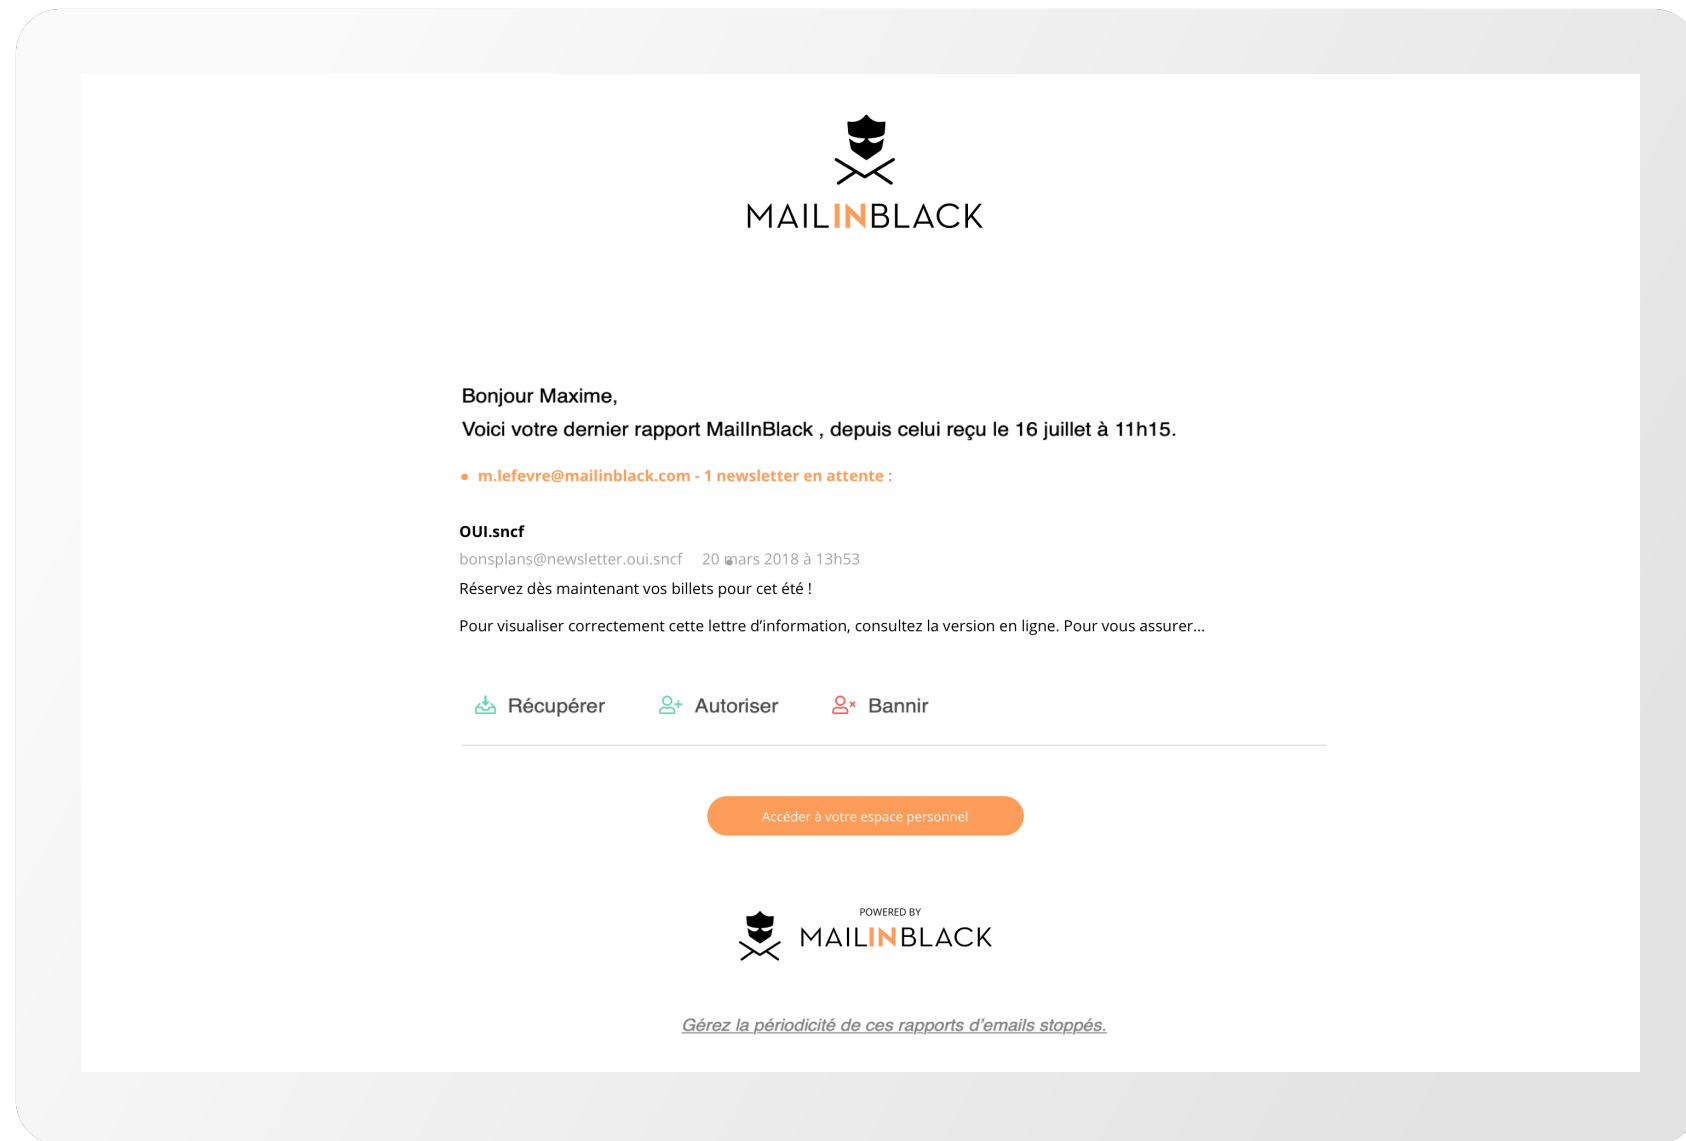 MAILINBLACK
Bonjour Maxime,
Voici votre dernier rapport MailInBlack , depuis celui reçu le 16 juillet à 11h15.
• m.lefevre@mailinblack.com - 1 newsletter en attente :
OUI.sncf
bonsplans@newsletter.oui.sncf 20 mars 2018 à 13h53
Réservez dès maintenant vos billets pour cet été !
Pour visualiser correctement cette lettre d'information, consultez la version en ligne. Pour vous assurer...
Récupérer Autoriser Bannir
Accéder à votre espace personnel
POWERED BY
MAILINBLACK
Gérez la périodicité de ces rapports d'emails stoppés.